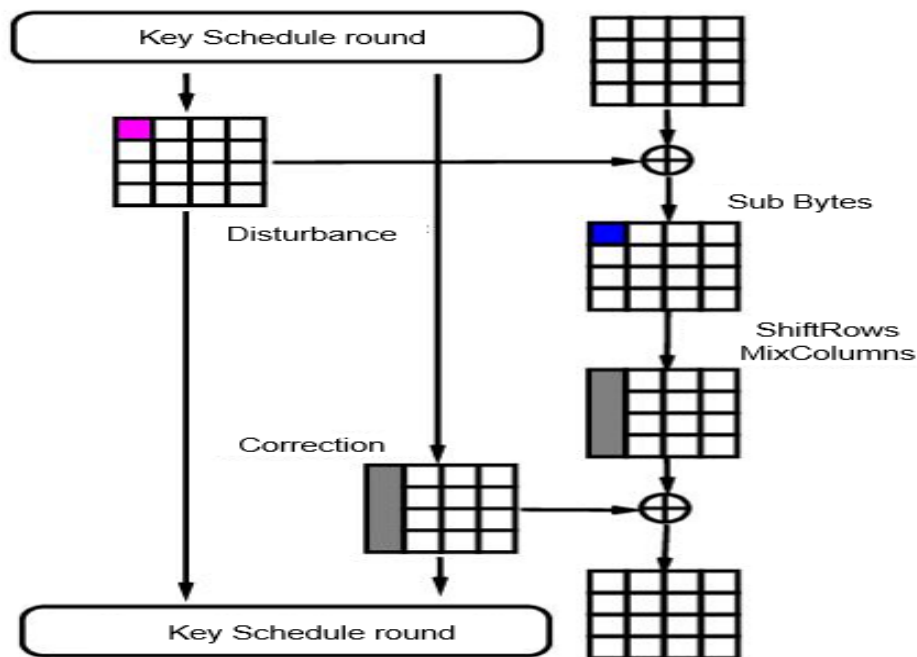 Key Schedule round
Sub Bytes
Disturbance
ShiftRows
MixColumns
Correction
Key Schedule round